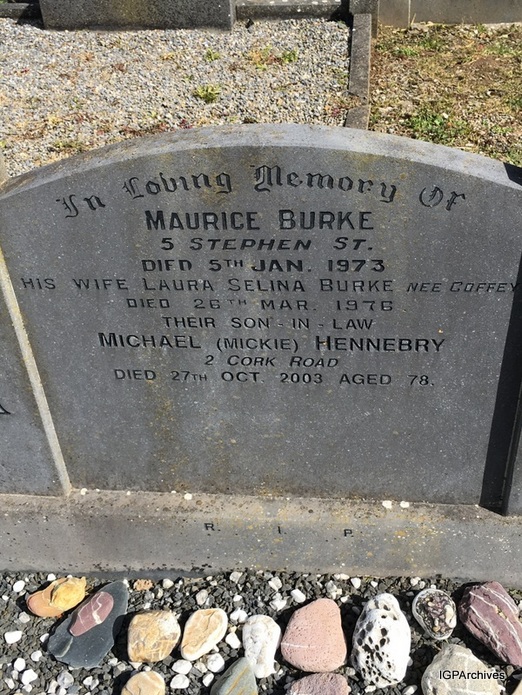 In Loving Memory Of
MAURICE BURKE
5 STEPHEN ST.
DIED 5TH JAN. 1973
HIS WIFE LAURA SELINA BURKE NEE COFFEY
DIED 26TH MAR. 1976
THEIR SON-IN-LAW
MICHAEL (MICKIE) HENNEBRY
2 CORK ROAD
DIED 27TH OCT. 2003 AGED 78.
R. I. P.
IGPArchives